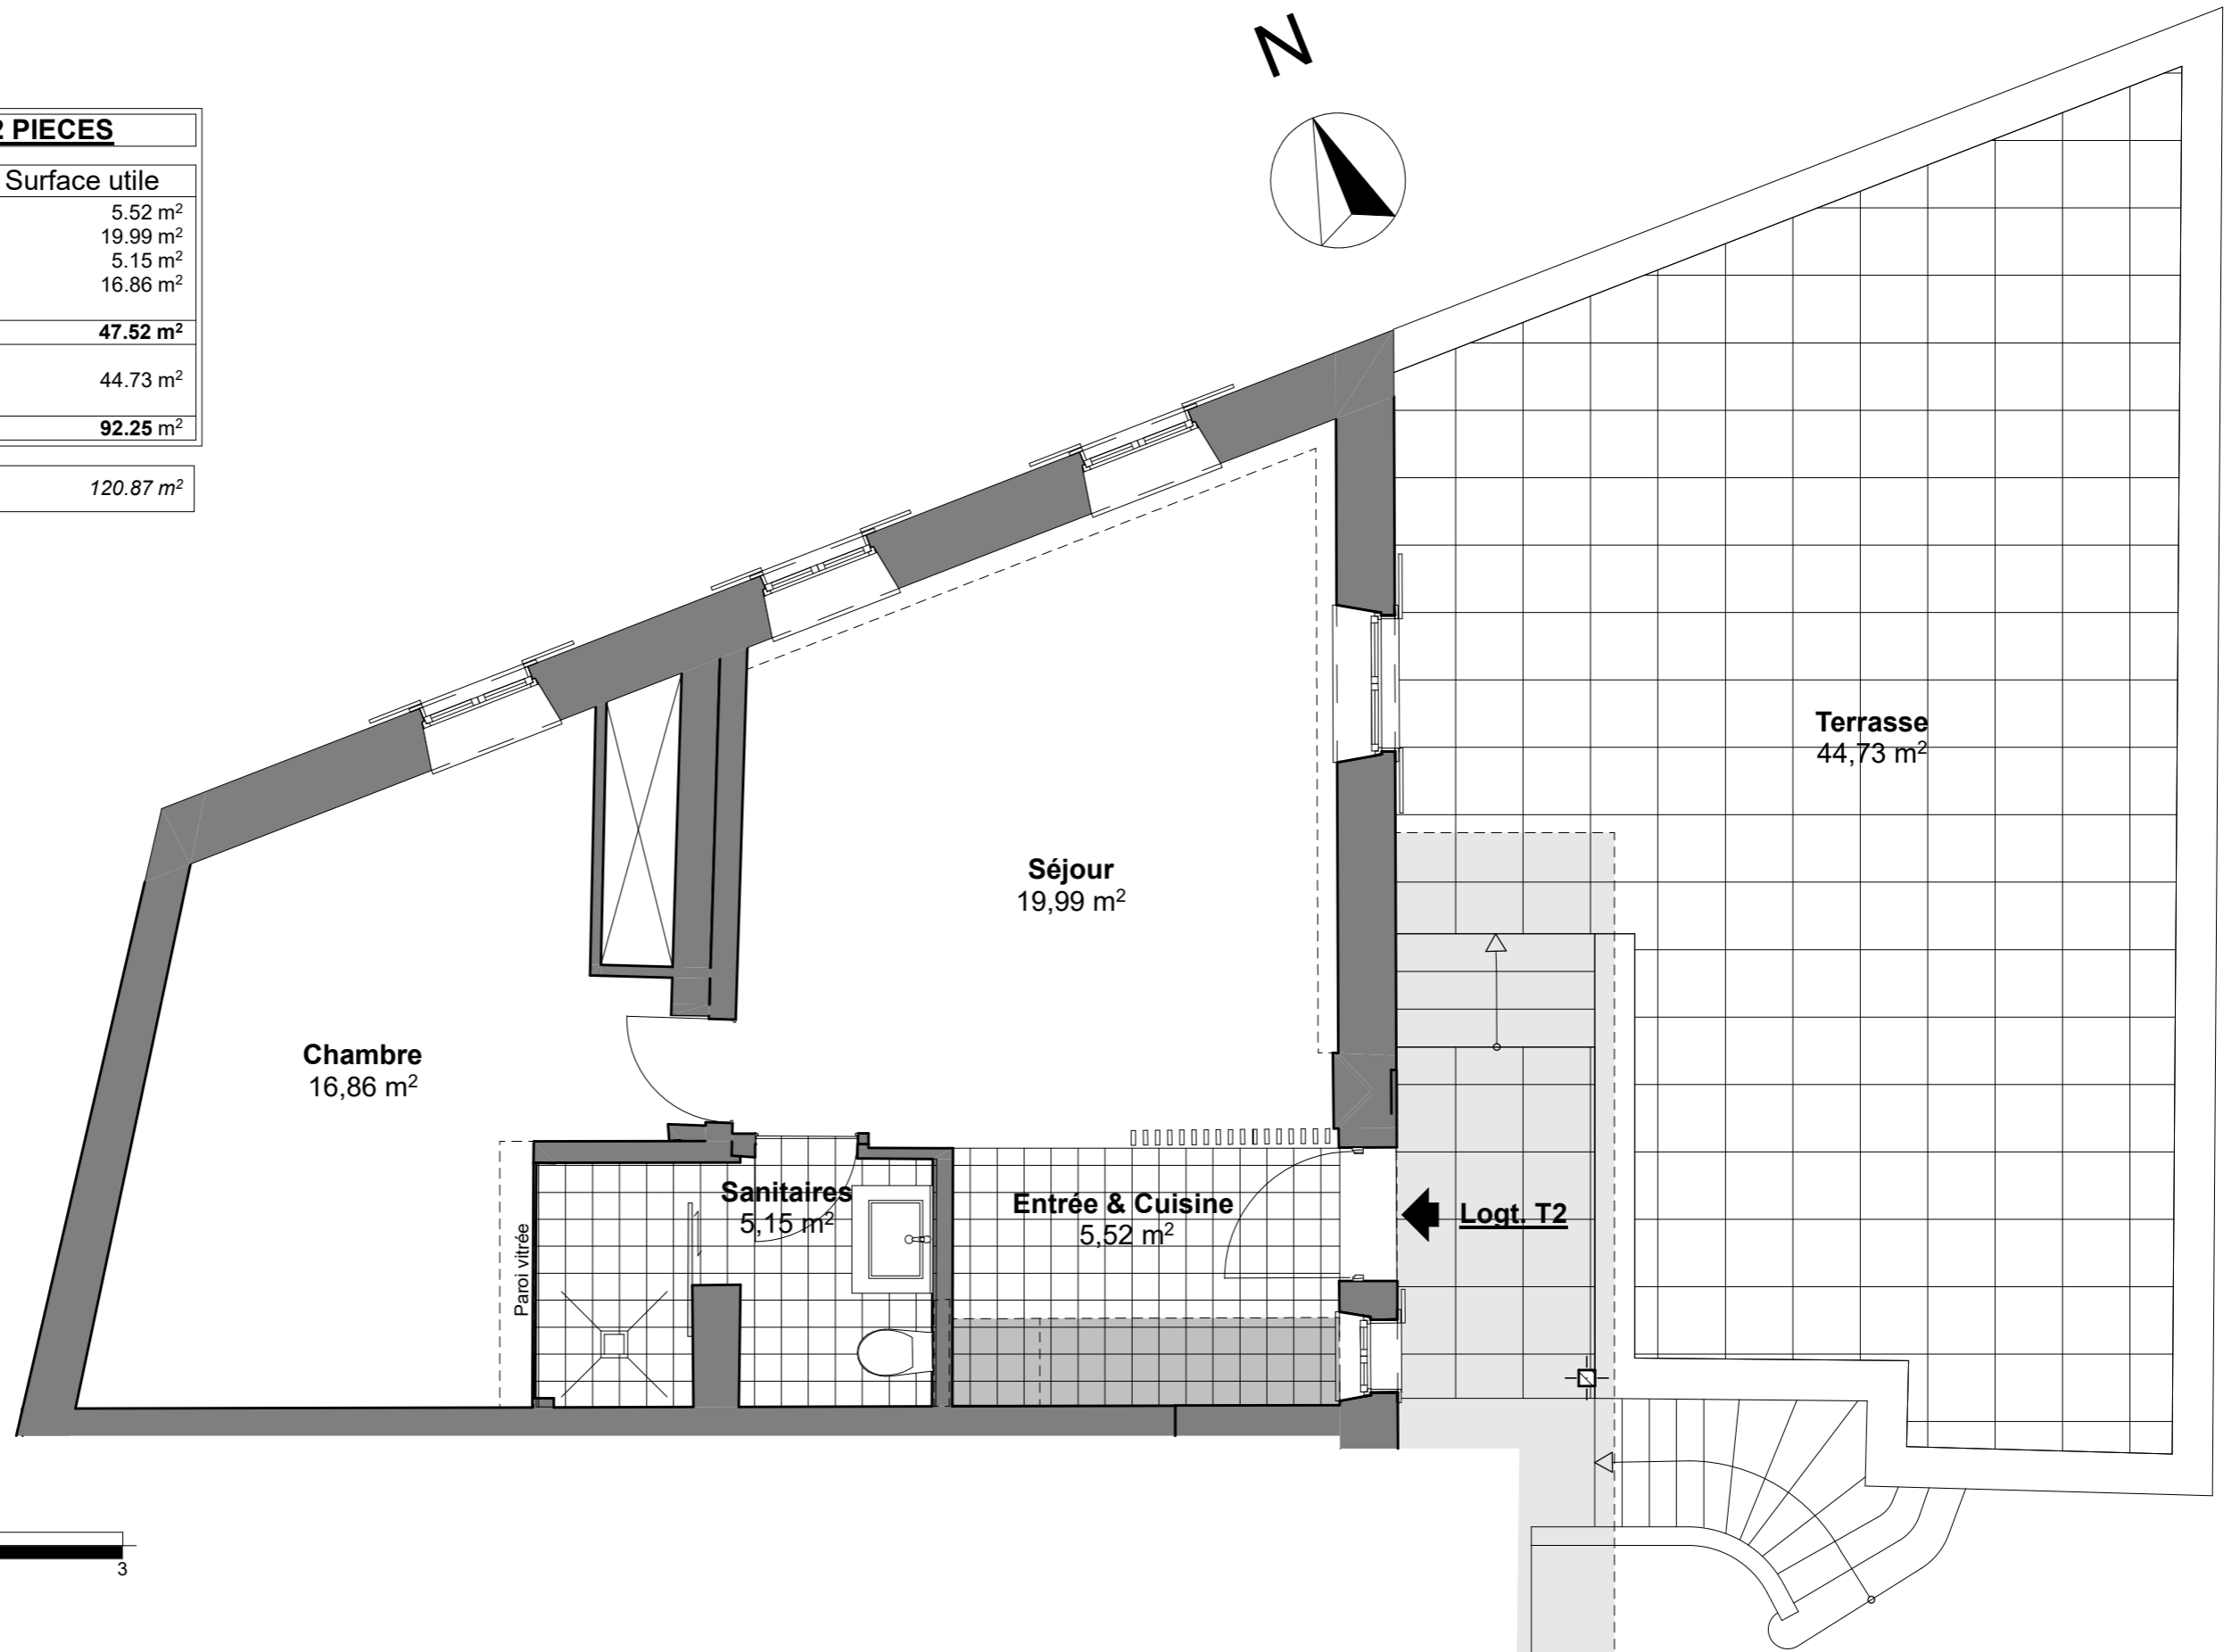 N
2 PIECES
Surface utile
5.52 m²
19.99 m²
5.15 m²
16.86 m²
47.52 m²
44.73 m²
92.25 m²
120.87 m²
Terrasse
44,73 m²
Séjour
19,99 m²
Chambre
16,86 m²
Sanitaires
5,15 m²
Entrée & Cuisine
5,52 m²
Logt. T2
Paroi vitrée
3